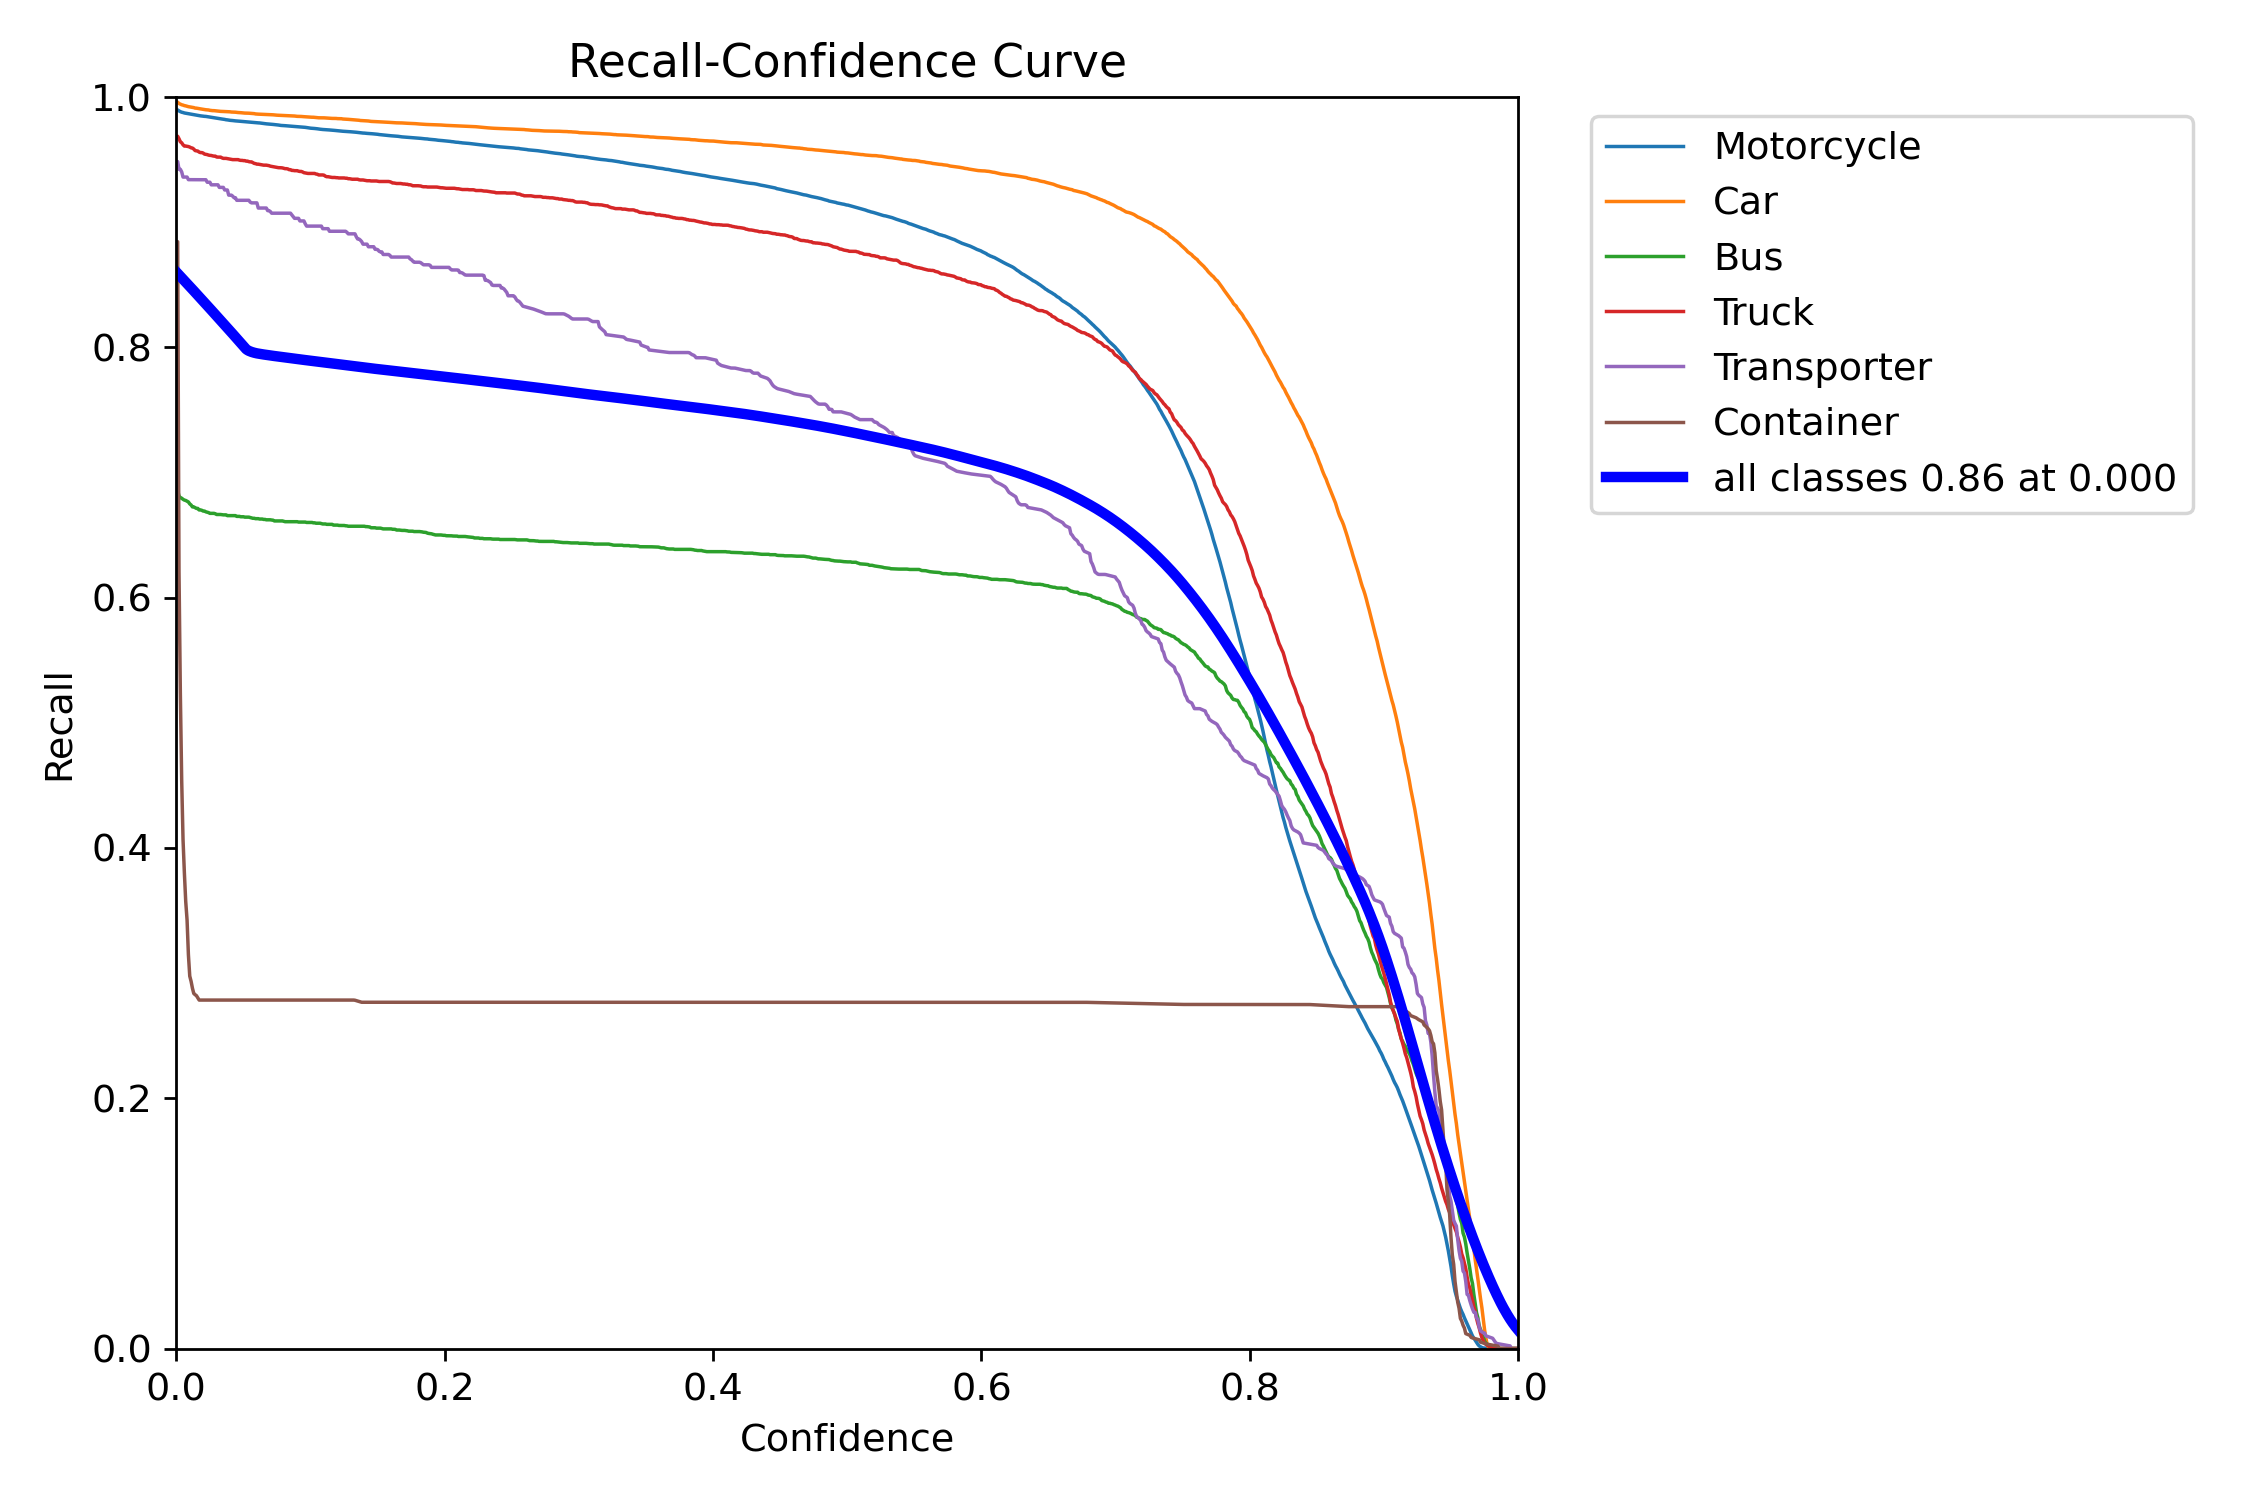 Recall-Confidence Curve
1.0
0.8
0.6
0.4
0.2
0.0
Recall
0.0 0.2 0.4 0.6 0.8 1.0
Confidence
Motorcycle
Car
Bus
Truck
Transporter
Container
all classes 0.86 at 0.000